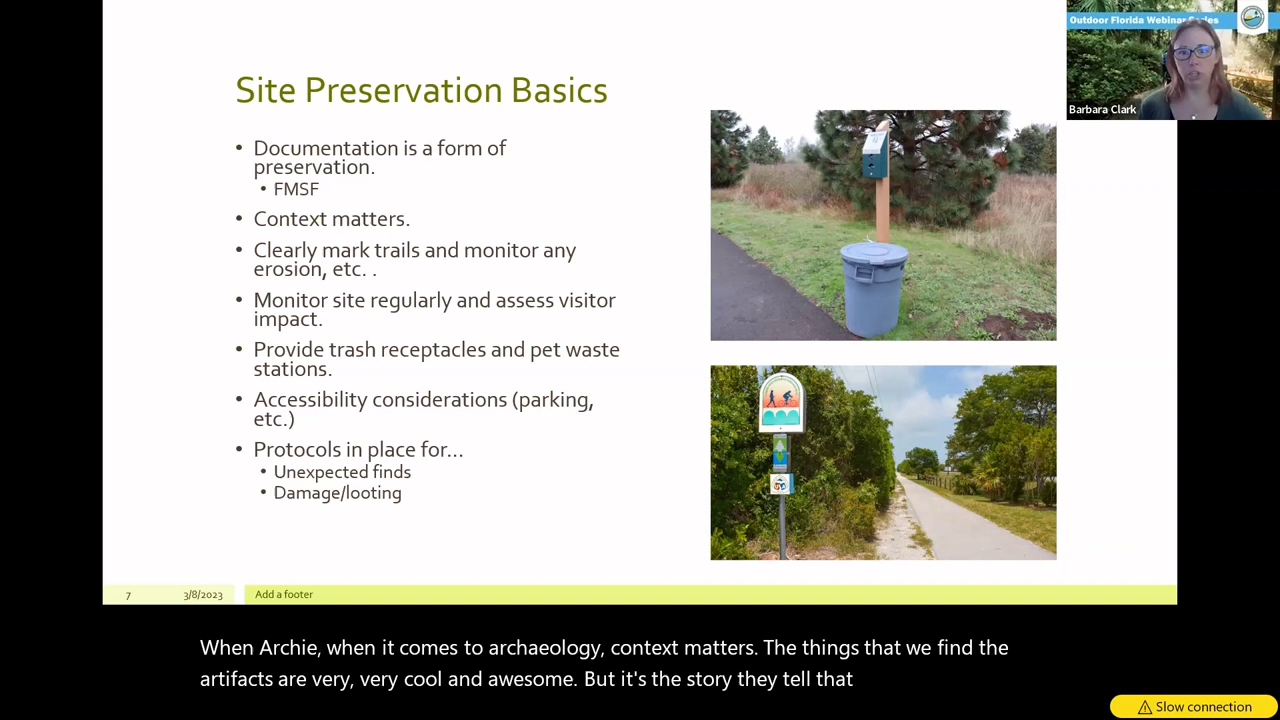 Outdoor Florida Webinar Series
Barbara Clark
Site Preservation Basics
• Documentation is a form of
preservation.
• FMSF
• Context matters.
• Clearly mark trails and monitor any
erosion, etc. .
• Monitor site regularly and assess visitor
impact.
• Provide trash receptacles and pet waste
stations.
• Accessibility considerations (parking,
etc.)
• Protocols in place for...
• Unexpected finds
• Damage/looting
7 3/8/2023 Add a footer
When Archie, when it comes to archaeology, context matters. The things that we find the
artifacts are very, very cool and awesome. But it's the story they tell that
Slow connection